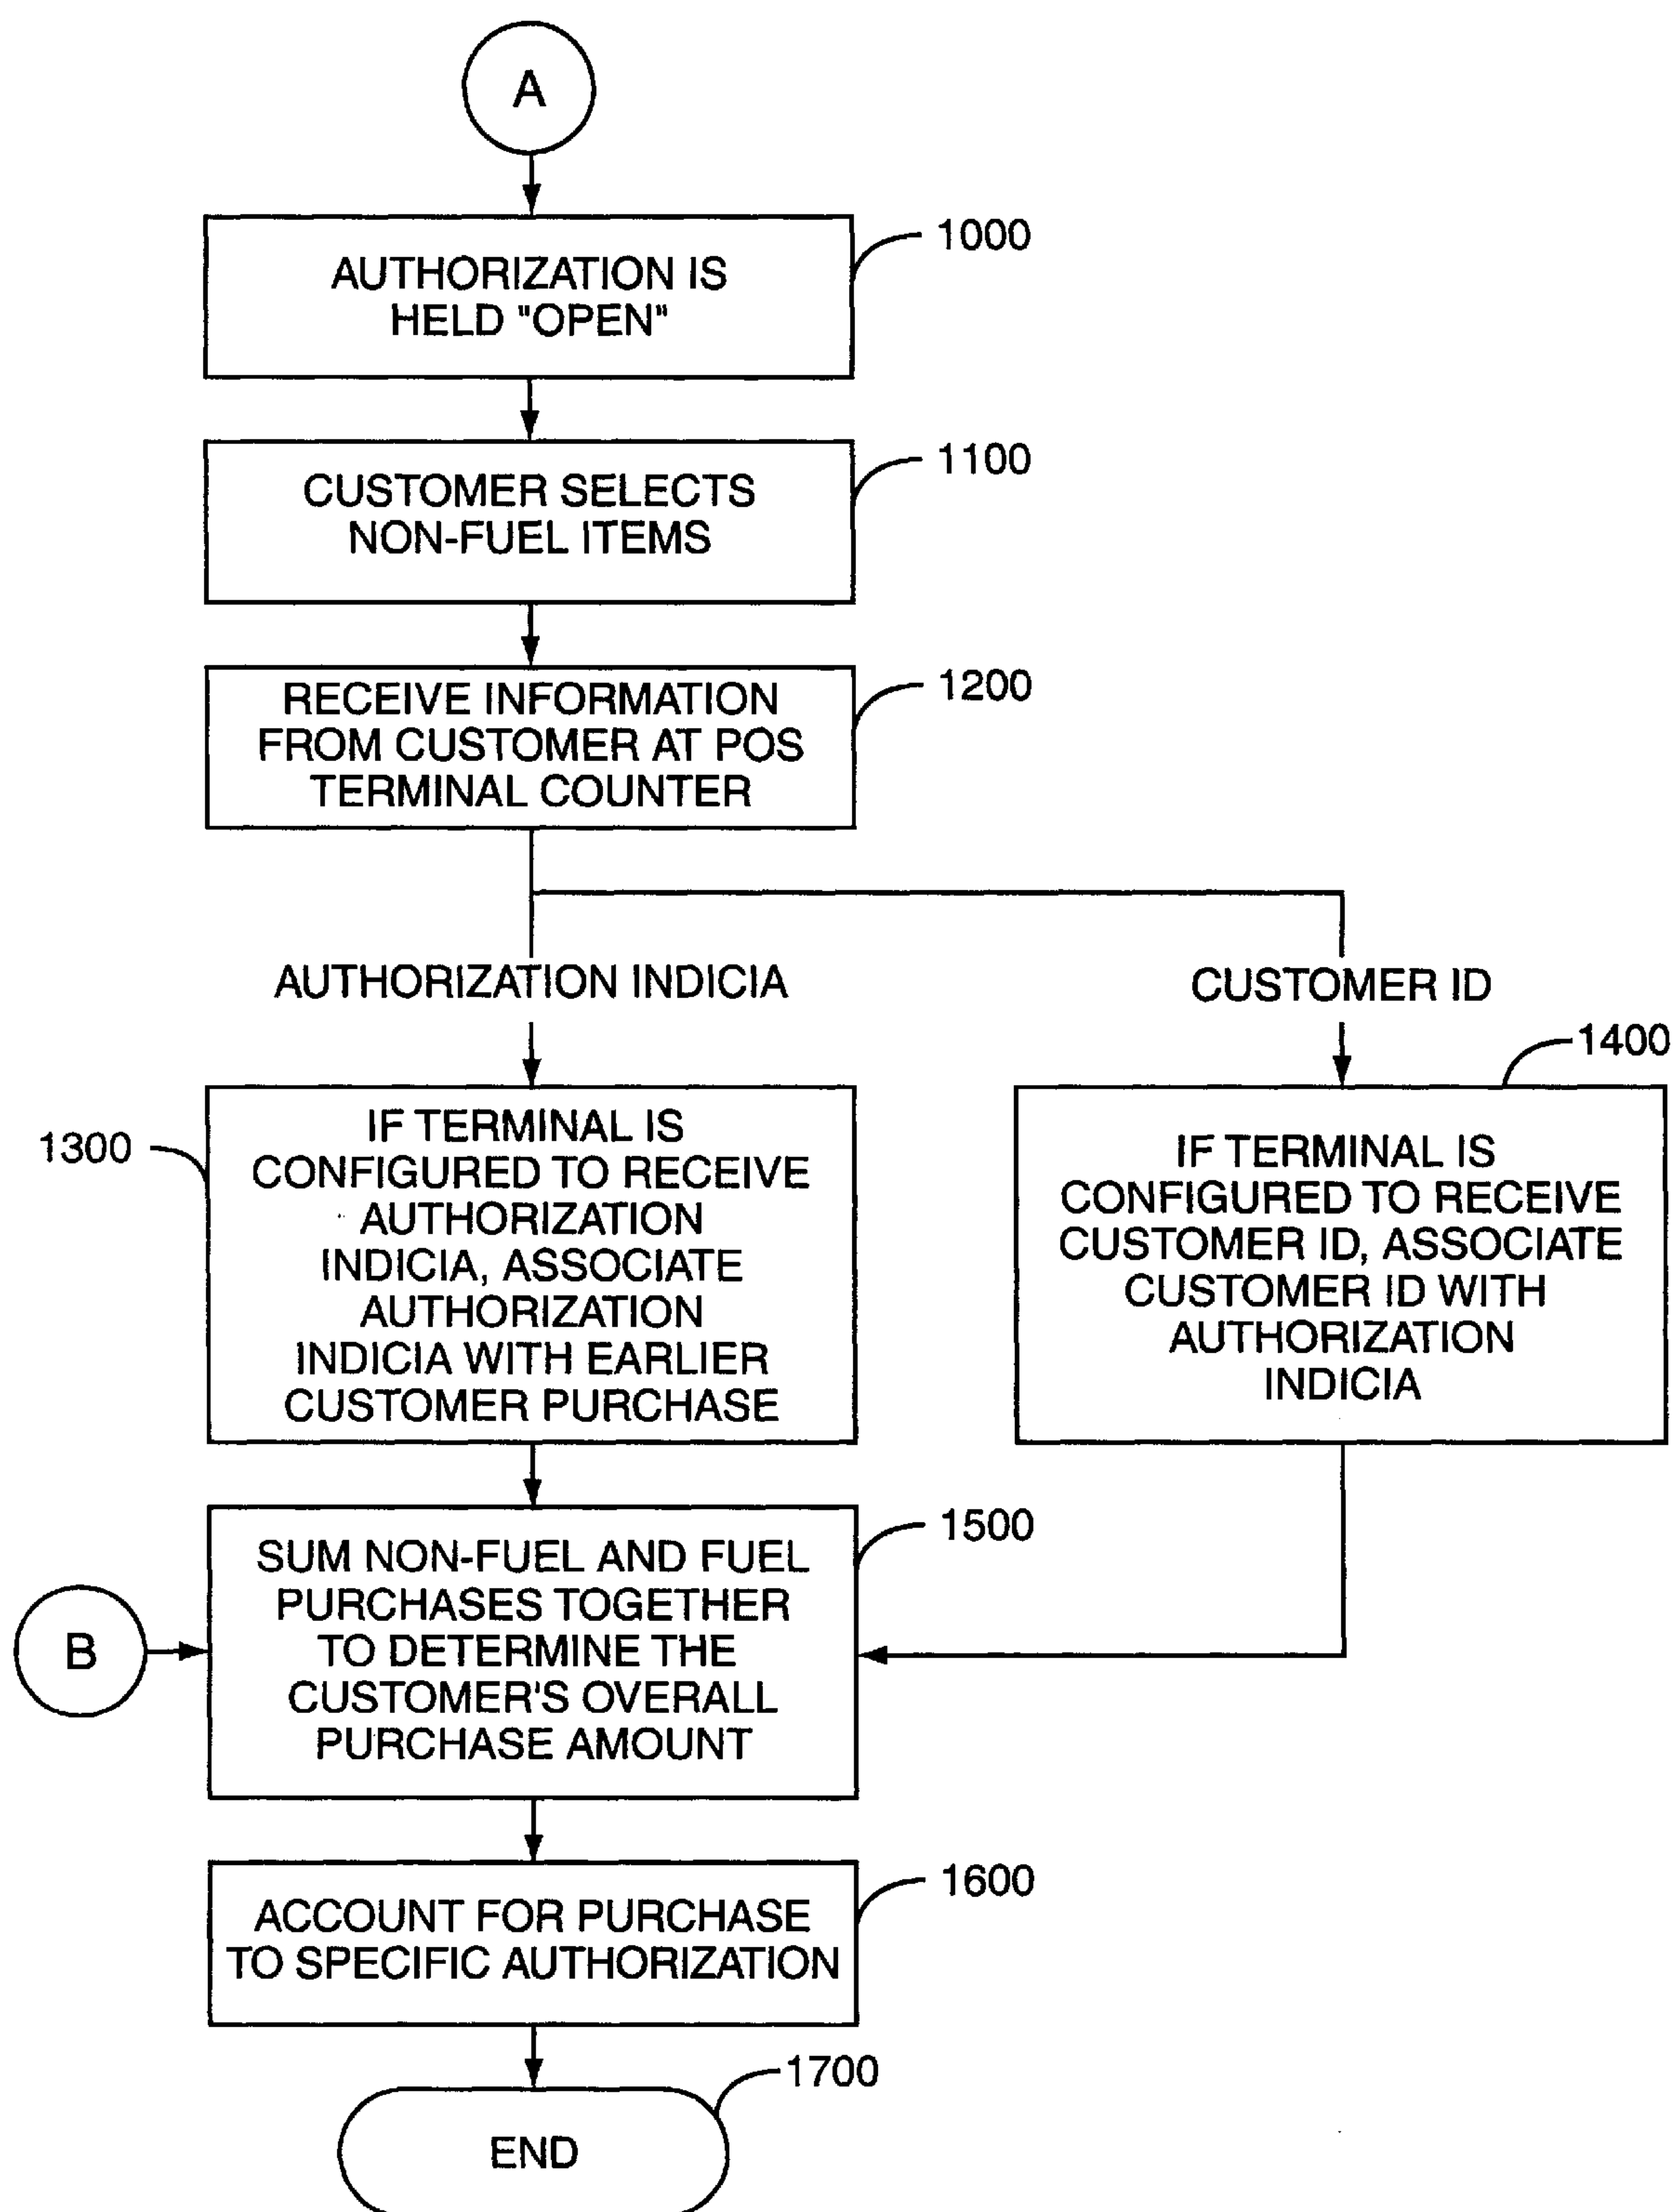 A
AUTHORIZATION IS
HELD "OPEN"
1000
CUSTOMER SELECTS
NON-FUEL ITEMS
1100
RECEIVE INFORMATION
FROM CUSTOMER AT POS
TERMINAL COUNTER
1200
AUTHORIZATION INDICIA
CUSTOMER ID
1300
IF TERMINAL IS
CONFIGURED TO RECEIVE
AUTHORIZATION
INDICIA, ASSOCIATE
AUTHORIZATION
INDICIA WITH EARLIER
CUSTOMER PURCHASE
1400
IF TERMINAL IS
CONFIGURED TO RECEIVE
CUSTOMER ID, ASSOCIATE
CUSTOMER ID WITH
AUTHORIZATION
INDICIA
B
SUM NON-FUEL AND FUEL
PURCHASES TOGETHER
TO DETERMINE THE
CUSTOMER'S OVERALL
PURCHASE AMOUNT
1500
ACCOUNT FOR PURCHASE
TO SPECIFIC AUTHORIZATION
1600
END
1700